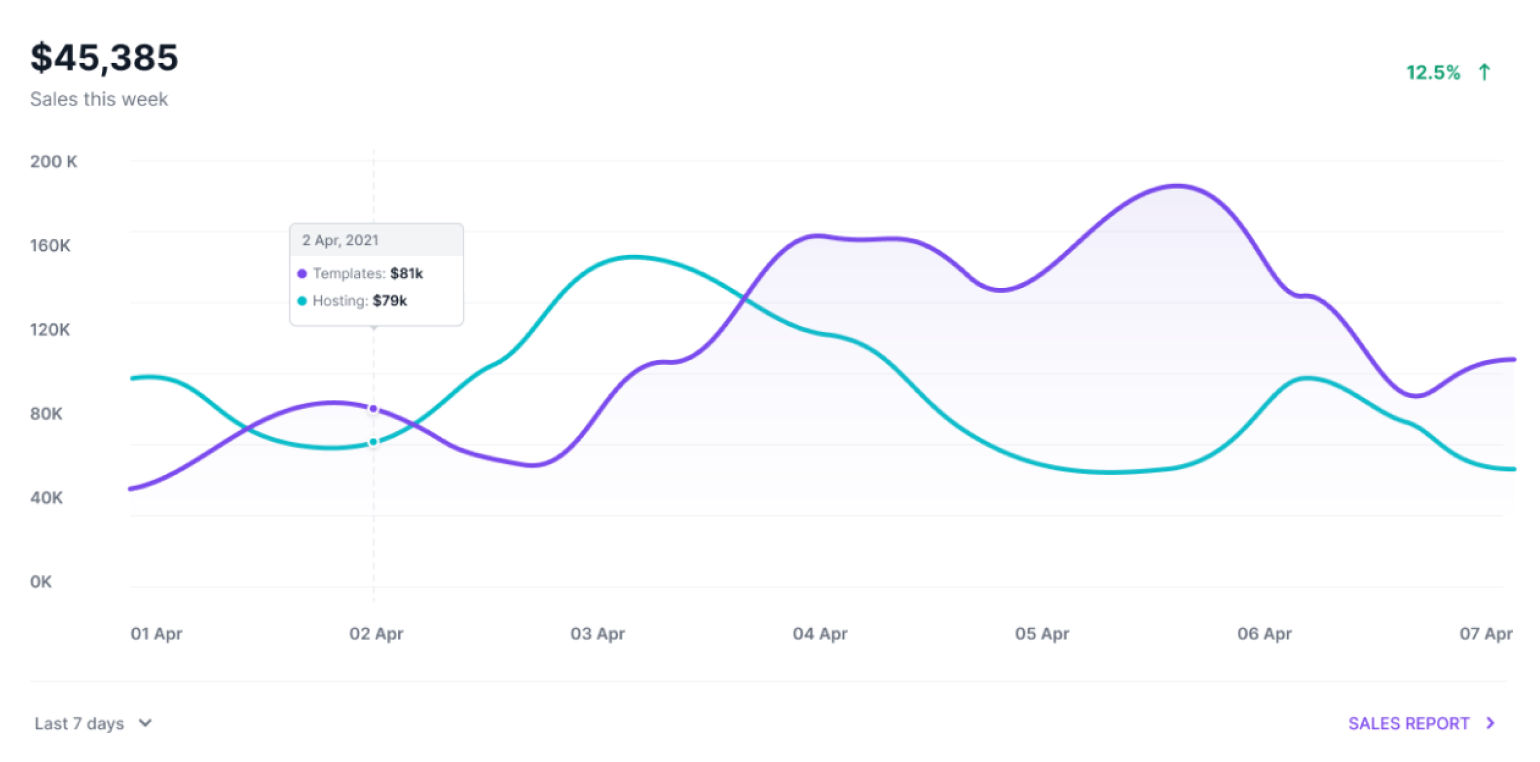 $45,385
12.5% ↑
Sales this week
200 K
160K
120K
80K
40K
0K
2 Apr, 2021
Templates: $81k
Hosting: $79k
01 Apr 02 Apr 03 Apr 04 Apr 05 Apr 06 Apr 07 Apr
Last 7 days
SALES REPORT